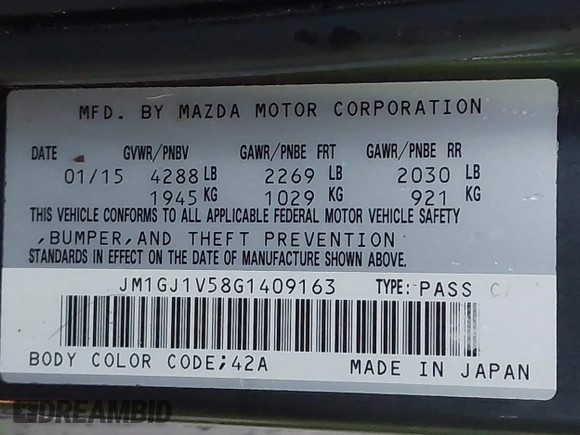 MFD. BY MAZDA MOTOR CORPORATION
DATE GVWR/PNBV GAWR/PNBE FRT GAWR/PNBE RR
01/15 4288 LB 2269 LB 2030 LB
1945 KG 1029 KG 921 KG
THIS VEHICLE CONFORMS TO ALL APPLICABLE FEDERAL MOTOR VEHICLE SAFETY
,BUMPER,AND THEFT PREVENTION
STANDARDS IN EFFECT ON THE DATE OF MANUFACTURE SHOWN ABOVE.
JM1GJ1V58G1409163 TYPE: PASS
BODY COLOR CODE;42A MADE IN JAPAN
DREAMBID